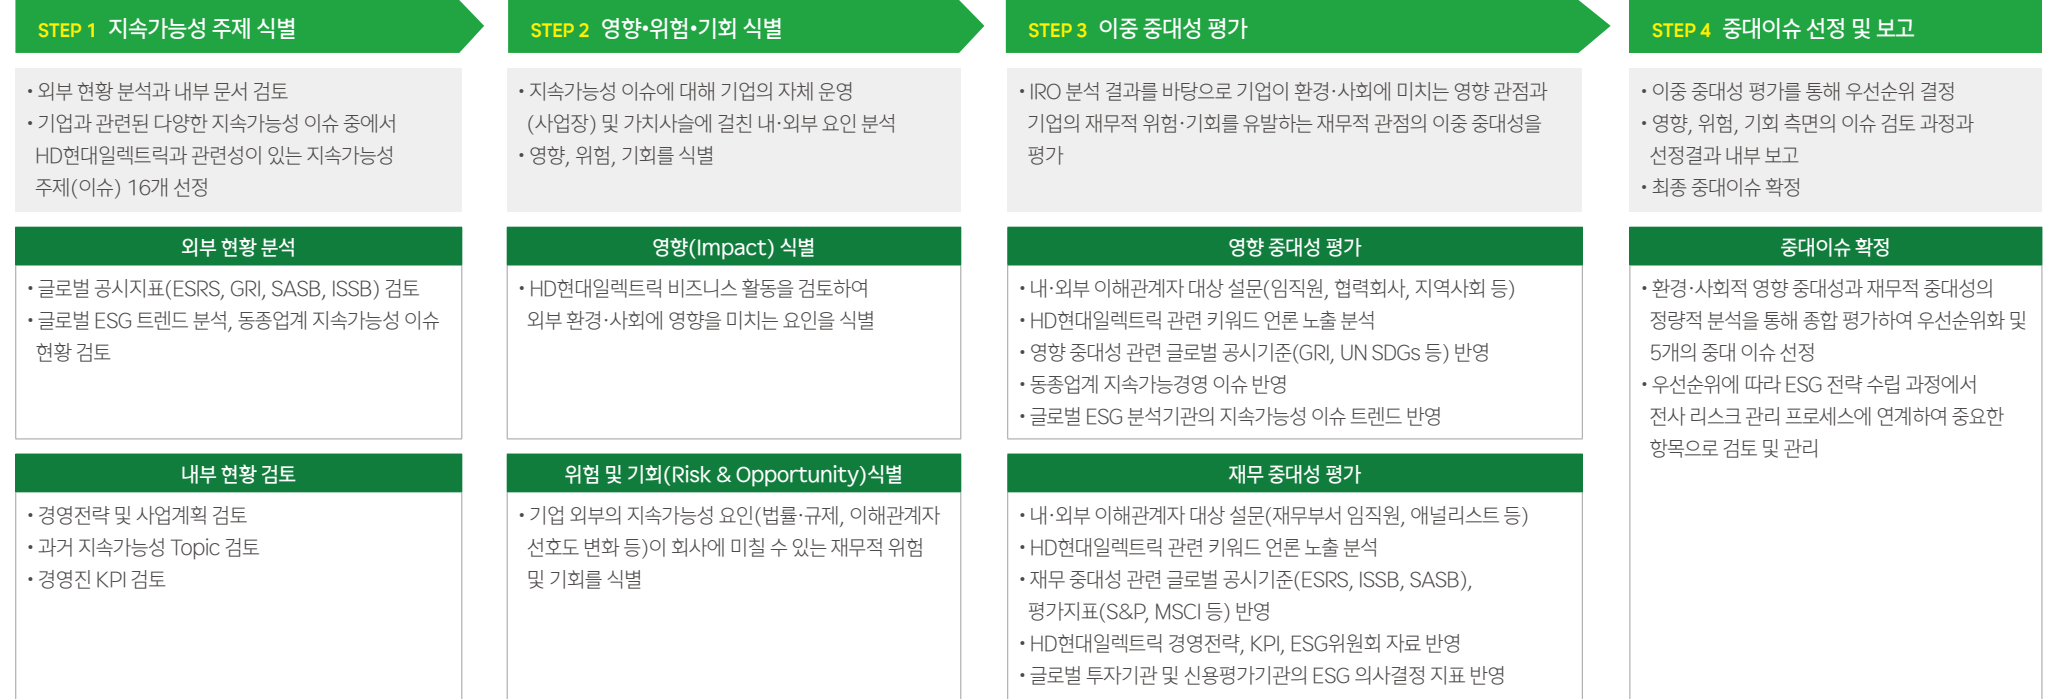 STEP 1 지속가능성 주제 식별
• 외부 현황 분석과 내부 문서 검토
• 기업과 관련된 다양한 지속가능성 이슈 중에서
HD현대일렉트릭과 관련성이 있는 지속가능성
주제(이슈) 16개 선정
외부 현황 분석
• 글로벌 공시지표(ESRS, GRI, SASB, ISSB) 검토
• 글로벌 ESG 트렌드 분석, 동종업계 지속가능성 이슈
현황 검토
내부 현황 검토
• 경영전략 및 사업계획 검토
• 과거 지속가능성 Topic 검토
• 경영진 KPI 검토
STEP 2 영향•위험•기회 식별
• 지속가능성 이슈에 대해 기업의 자체 운영
(사업장) 및 가치사슬에 걸친 내·외부 요인 분석
• 영향, 위험, 기회를 식별
영향(Impact) 식별
• HD현대일렉트릭 비즈니스 활동을 검토하여
외부 환경·사회에 영향을 미치는 요인을 식별
위험 및 기회(Risk & Opportunity)식별
• 기업 외부의 지속가능성 요인(법률·규제, 이해관계자
선호도 변화 등)이 회사에 미칠 수 있는 재무적 위험
및 기회를 식별
STEP 3 이중 중대성 평가
• IRO 분석 결과를 바탕으로 기업이 환경·사회에 미치는 영향 관점과
기업의 재무적 위험·기회를 유발하는 재무적 관점의 이중 중대성을
평가
영향 중대성 평가
• 내·외부 이해관계자 대상 설문(임직원, 협력회사, 지역사회 등)
• HD현대일렉트릭 관련 키워드 언론 노출 분석
• 영향 중대성 관련 글로벌 공시기준(GRI, UN SDGs 등) 반영
• 동종업계 지속가능경영 이슈 반영
• 글로벌 ESG 분석기관의 지속가능성 이슈 트렌드 반영
재무 중대성 평가
• 내·외부 이해관계자 대상 설문(재무부서 임직원, 애널리스트 등)
• HD현대일렉트릭 관련 키워드 언론 노출 분석
• 재무 중대성 관련 글로벌 공시기준(ESRS, ISSB, SASB),
평가지표(S&P, MSCI 등) 반영
• HD현대일렉트릭 경영전략, KPI, ESG위원회 자료 반영
• 글로벌 투자기관 및 신용평가기관의 ESG 의사결정 지표 반영
STEP 4 중대이슈 선정 및 보고
• 이중 중대성 평가를 통해 우선순위 결정
• 영향, 위험, 기회 측면의 이슈 검토 과정과
선정결과 내부 보고
• 최종 중대이슈 확정
중대이슈 확정
• 환경·사회적 영향 중대성과 재무적 중대성의
정량적 분석을 통해 종합 평가하여 우선순위화 및
5개의 중대 이슈 선정
• 우선순위에 따라 ESG 전략 수립 과정에서
전사 리스크 관리 프로세스에 연계하여 중요한
항목으로 검토 및 관리